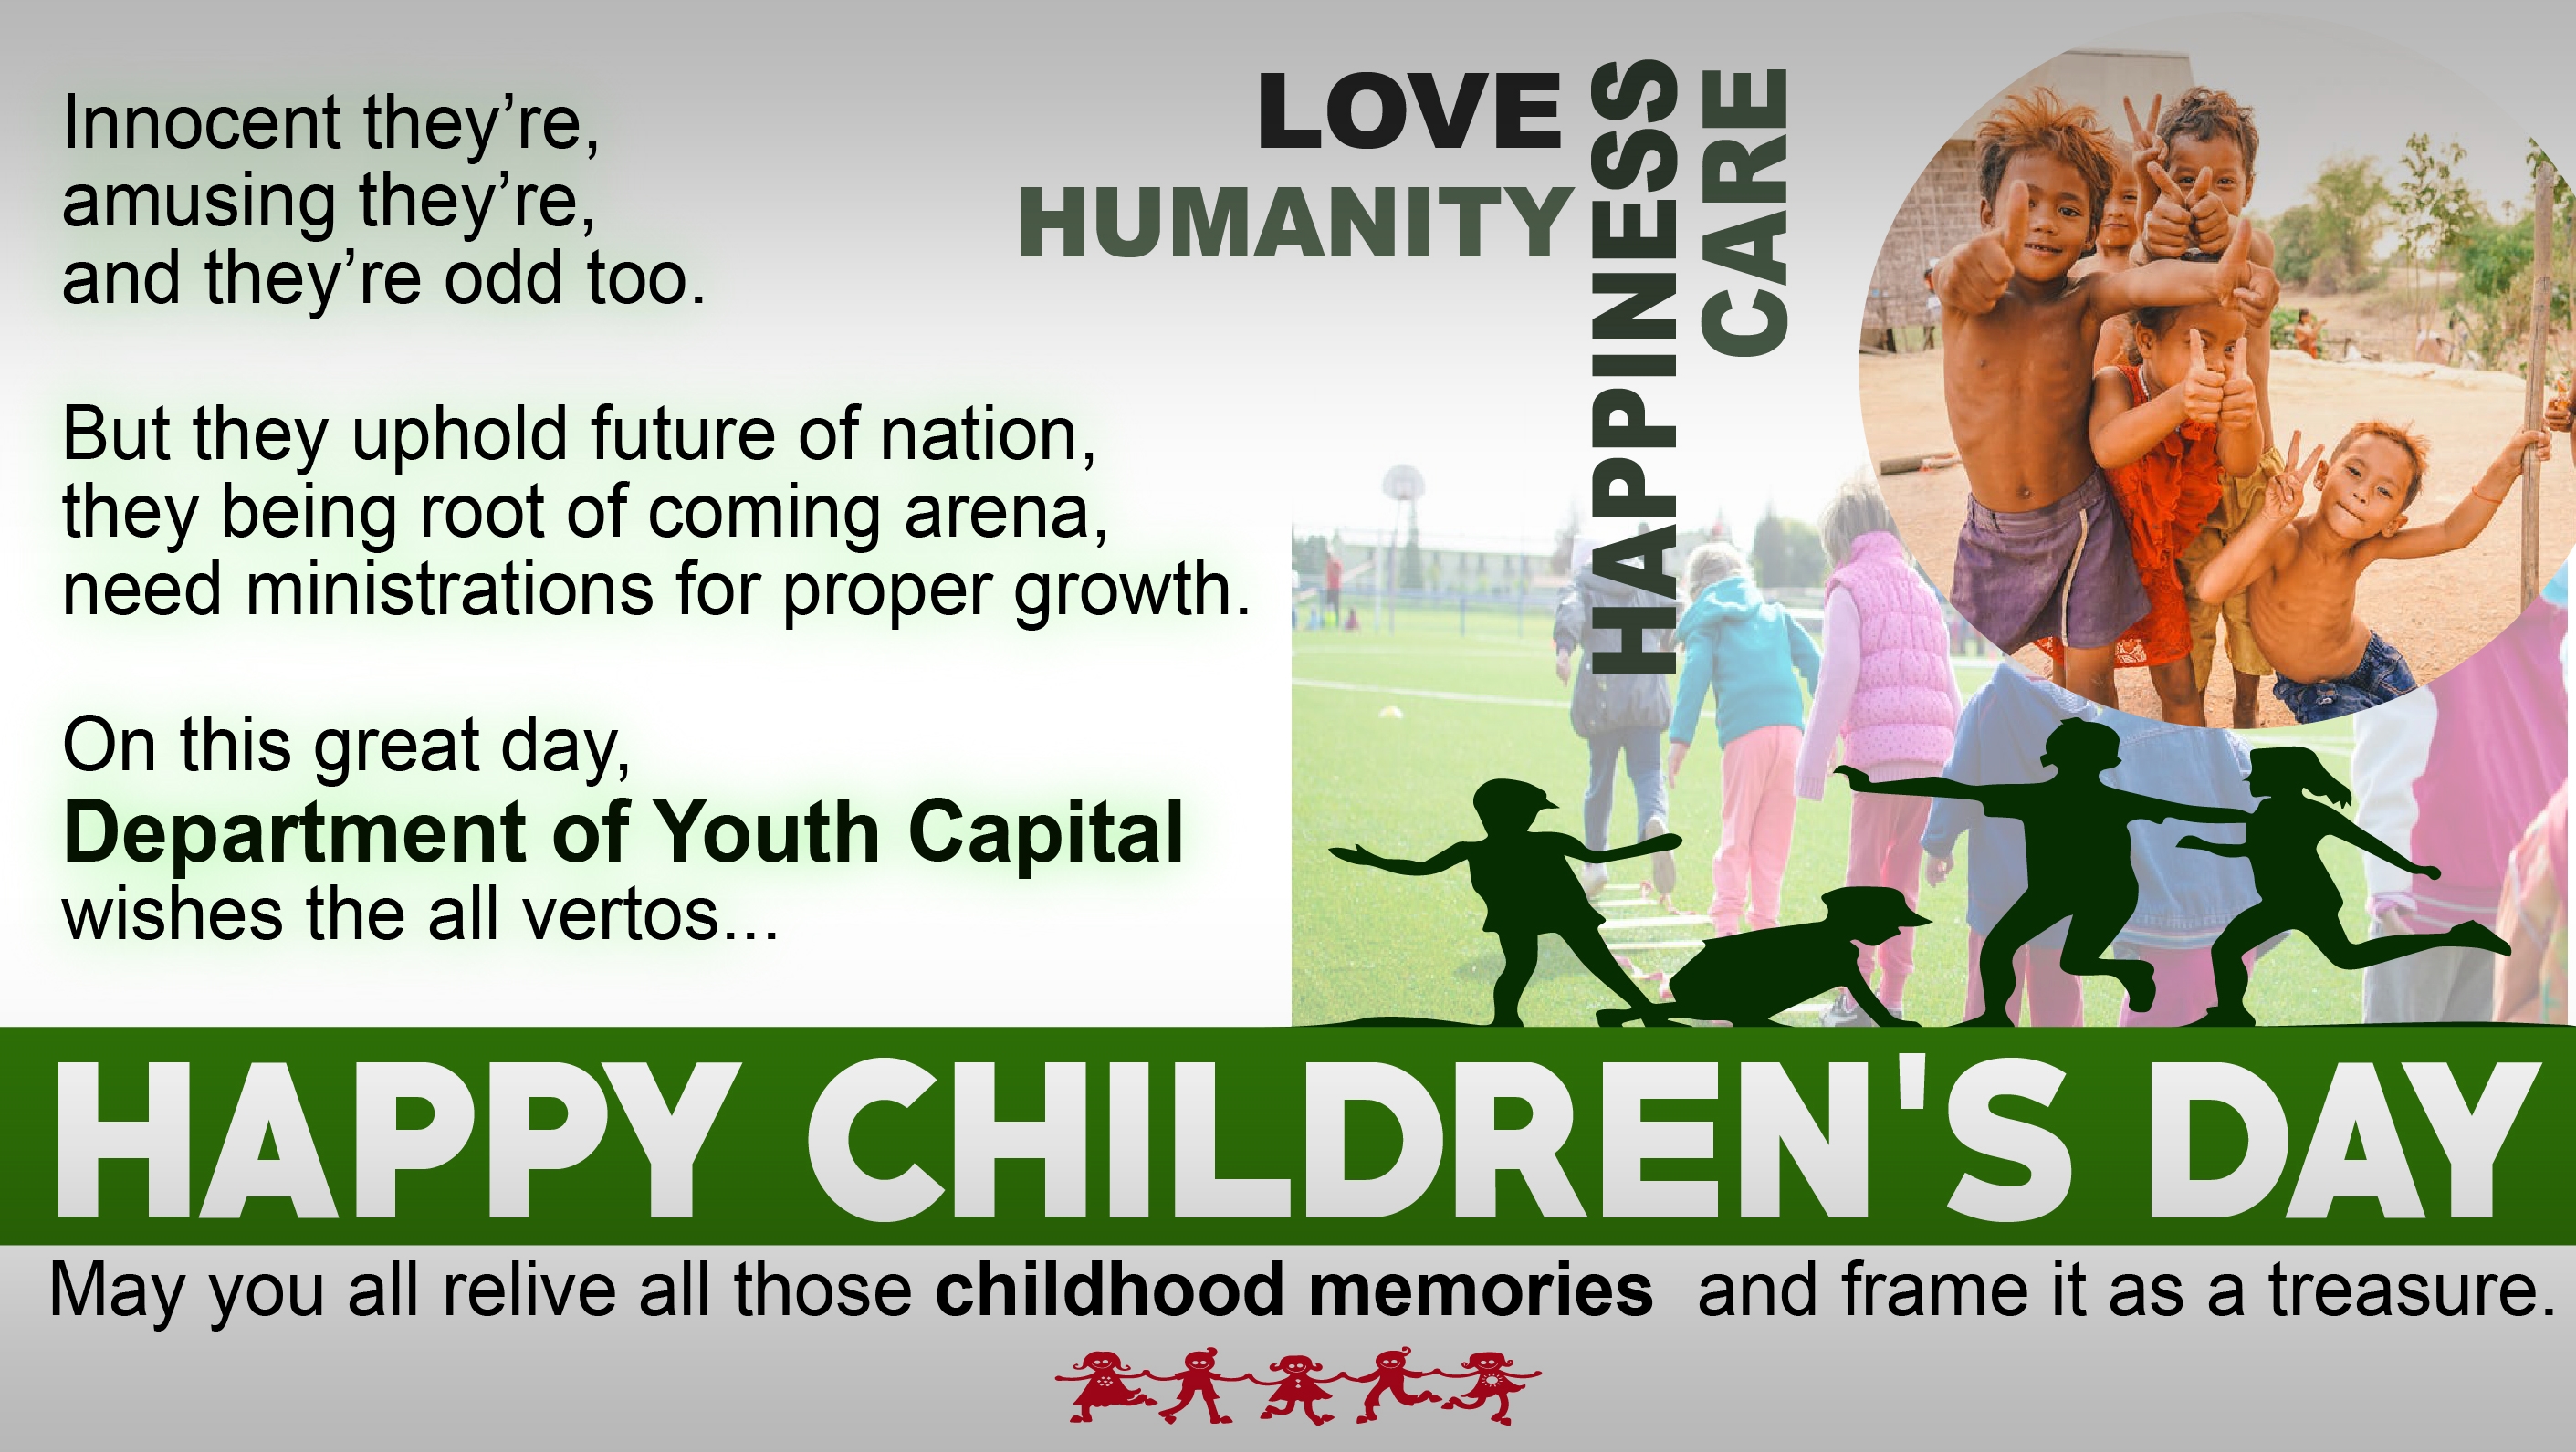 Innocent they’re,
amusing they’re,
and they’re odd too.
But they uphold future of nation,
they being root of coming arena,
need ministrations for proper growth.
On this great day,
Department of Youth Capital
wishes the all vertos...
LOVE
HUMANITY
HAPPINESS
CARE
HAPPY CHILDREN'S DAY
May you all relive all those childhood memories and frame it as a treasure.